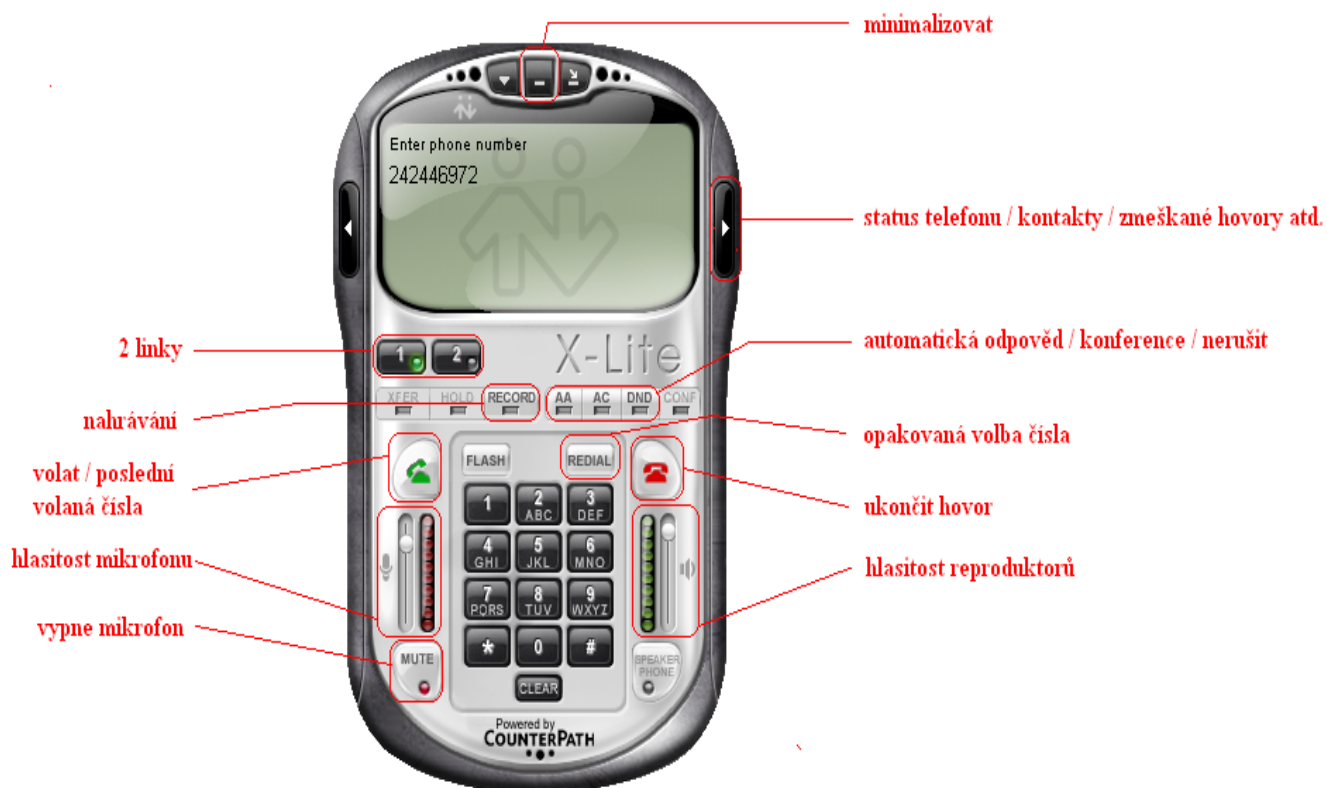 minimalizovat
Enter phone number
242446972
status telefonu / kontakty / zmeškané hovory atd.
automatická odpověd / konference / nerušit
2 linky
1 2
X-Lite
XFER HOLD RECORD AA AC DND CONF
nahrávání
opakovaná volba čísla
volat / poslední
volaná čísla
FLASH REDIAL
ukončit hovor
1 2 3
ABC DEF
hlasitost mikrofonu
4 5 6
GHI JKL MNO
hlasitost reproduktorů
7 8 9
PQRS TUV WXYZ
vypne mikrofon
* 0 #
MUTE
SPEAKER
PHONE
CLEAR
Powered by
COUNTERPATH